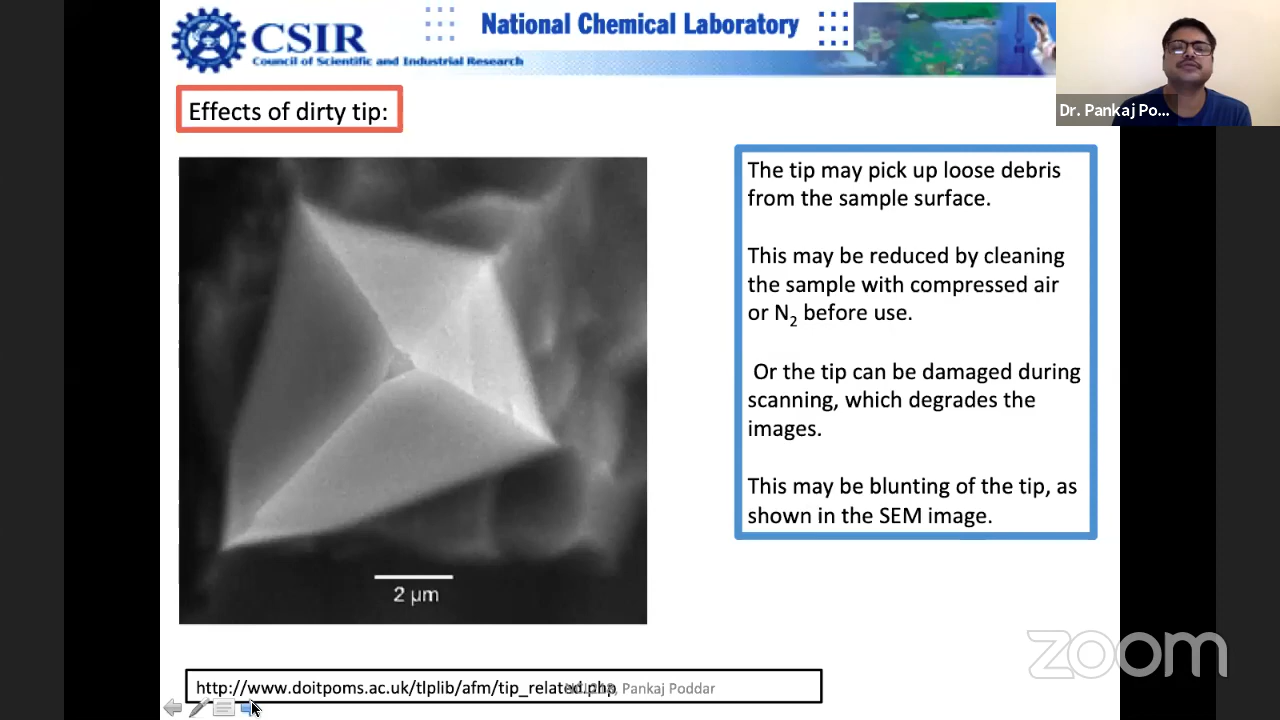 CSIR
Council of Scientific and Industrial Research
National Chemical Laboratory
Dr. Pankaj Po...
Effects of dirty tip:
The tip may pick up loose debris
from the sample surface.
This may be reduced by cleaning
the sample with compressed air
or N₂ before use.
Or the tip can be damaged during
scanning, which degrades the
images.
This may be blunting of the tip, as
shown in the SEM image.
2 μm
zoom
http://www.doitpoms.ac.uk/tlplib/afm/tip_related.php
Pankaj Poddar